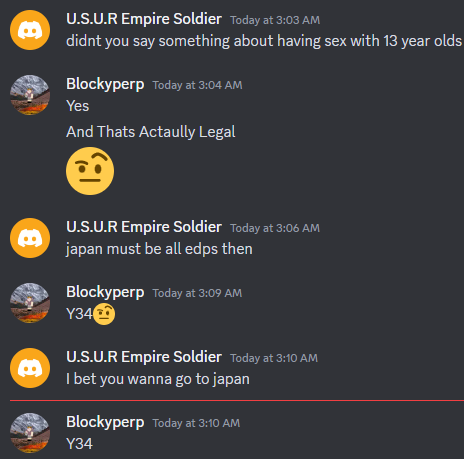 U.S.U.R Empire Soldier Today at 3:03 AM
didnt you say something about having sex with 13 year olds
Blockyperp Today at 3:04 AM
Yes
And Thats Actaully Legal
U.S.U.R Empire Soldier Today at 3:06 AM
japan must be all edps then
Blockyperp Today at 3:09 AM
Y34
U.S.U.R Empire Soldier Today at 3:10 AM
I bet you wanna go to japan
Blockyperp Today at 3:10 AM
Y34